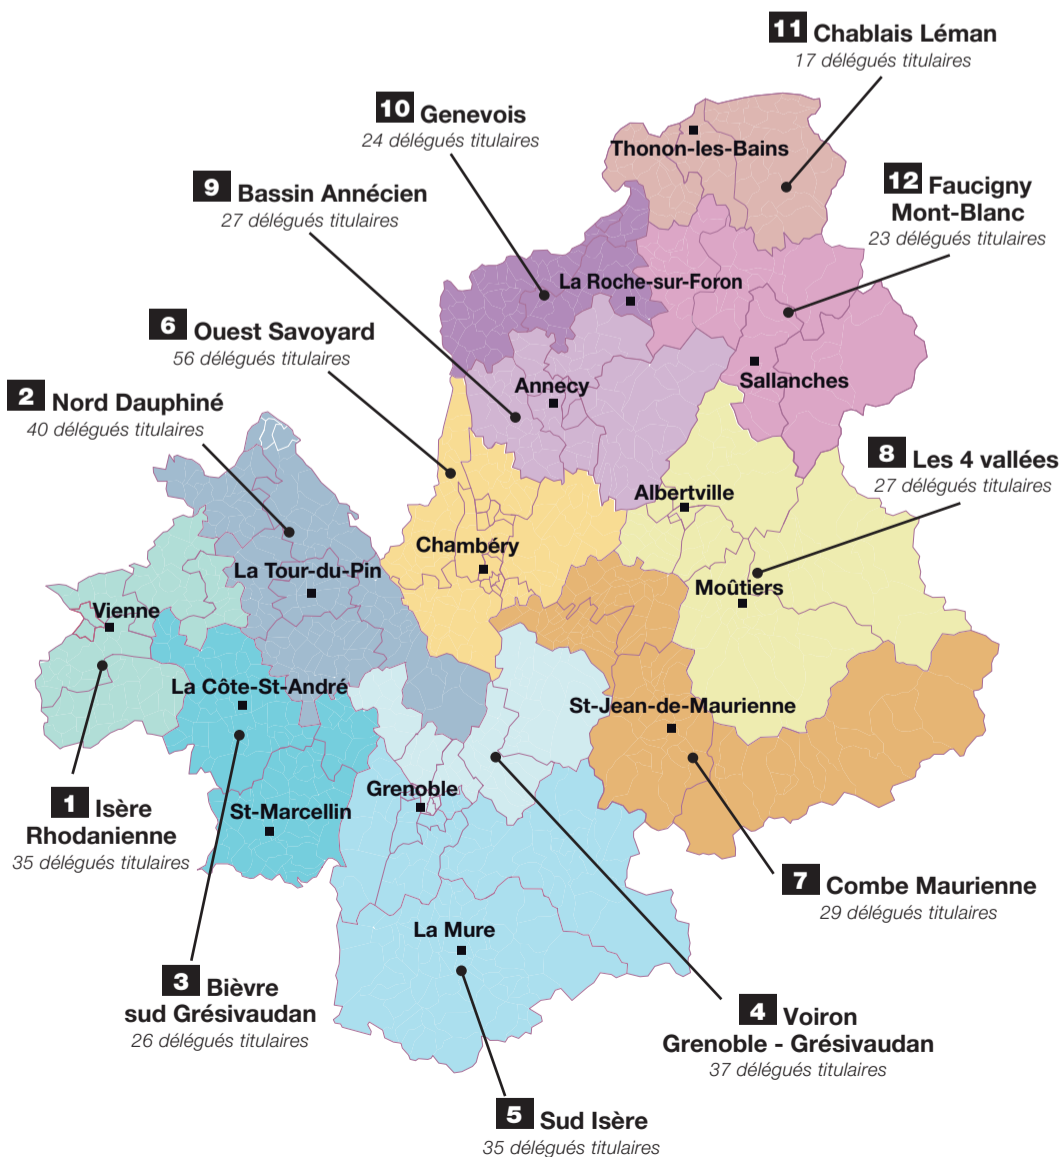 11 Chablais Léman
17 délégués titulaires
10 Genevois
24 délégués titulaires
Thonon-les-Bains
9 Bassin Annécien
27 délégués titulaires
12 Faucigny
Mont-Blanc
23 délégués titulaires
La Roche-sur-Foron
6 Ouest Savoyard
56 délégués titulaires
Annecy
Sallanches
2 Nord Dauphiné
40 délégués titulaires
8 Les 4 vallées
27 délégués titulaires
Albertville
Chambéry
La Tour-du-Pin
Moûtiers
Vienne
La Côte-St-André
St-Jean-de-Maurienne
Grenoble
1 Isère
Rhodanienne
35 délégués titulaires
St-Marcellin
7 Combe Maurienne
29 délégués titulaires
La Mure
3 Bièvre
sud Grésivaudan
26 délégués titulaires
4 Voiron
Grenoble - Grésivaudan
37 délégués titulaires
5 Sud Isère
35 délégués titulaires